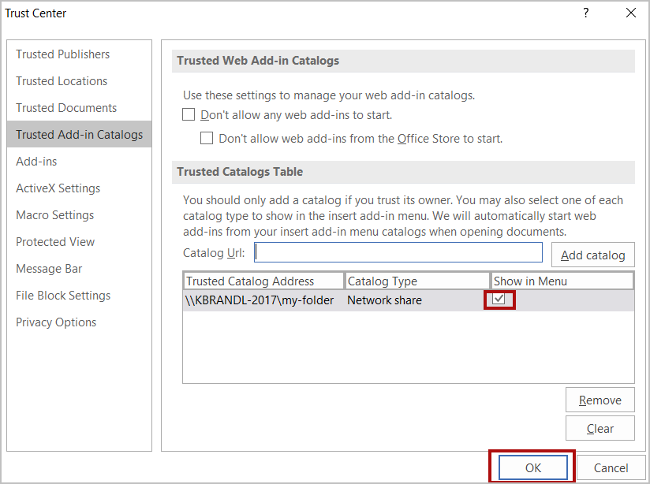 Trust Center
? ×
Trusted Publishers
Trusted Locations
Trusted Documents
Trusted Add-in Catalogs
Add-ins
ActiveX Settings
Macro Settings
Protected View
Message Bar
File Block Settings
Privacy Options
Trusted Web Add-in Catalogs
Use these settings to manage your web add-in catalogs.
Don't allow any web add-ins to start.
Don't allow web add-ins from the Office Store to start.
Trusted Catalogs Table
You should only add a catalog if you trust its owner. You may also select one of each
catalog type to show in the insert add-in menu. We will automatically start web
add-ins from your insert add-in menu catalogs when opening documents.
Catalog Url: Add catalog
Trusted Catalog Address Catalog Type Show in Menu
\\KBRANDL-2017\my-folder Network share
Remove
Clear
OK Cancel